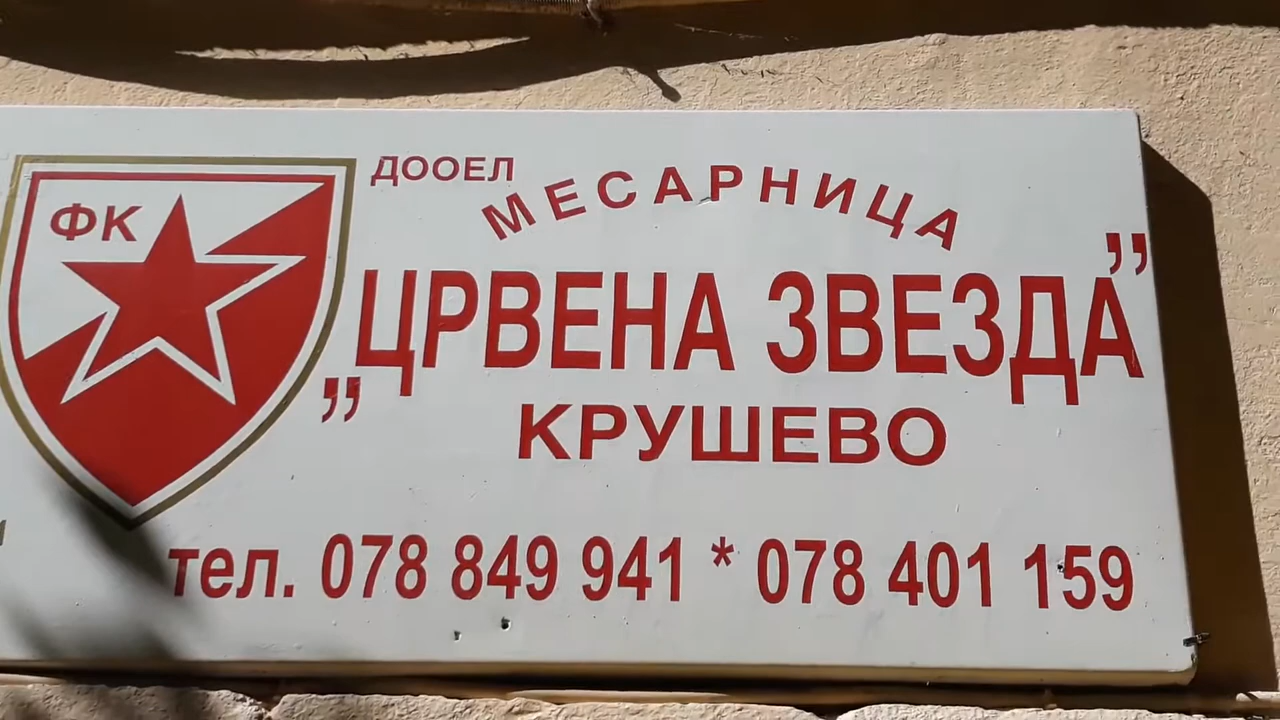 ФК
ДООЕЛ
МЕСАРНИЦА
„ЦРВЕНА ЗВЕЗДА”
КРУШЕВО
тел. 078 849 941 * 078 401 159